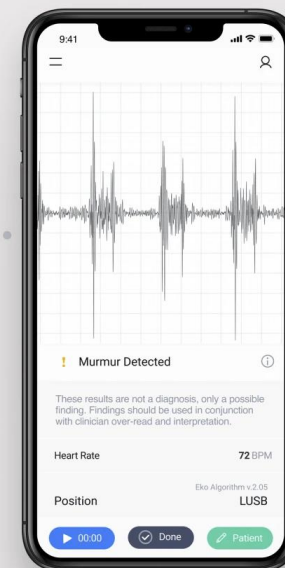 9:41
Murmur Detected
These results are not a diagnosis, only a possible
finding. Findings should be used in conjunction
with clinician over-read and interpretation.
Heart Rate 72 BPM
Eko Algorithm v.2.05
Position LUSB
00:00 Done Patient